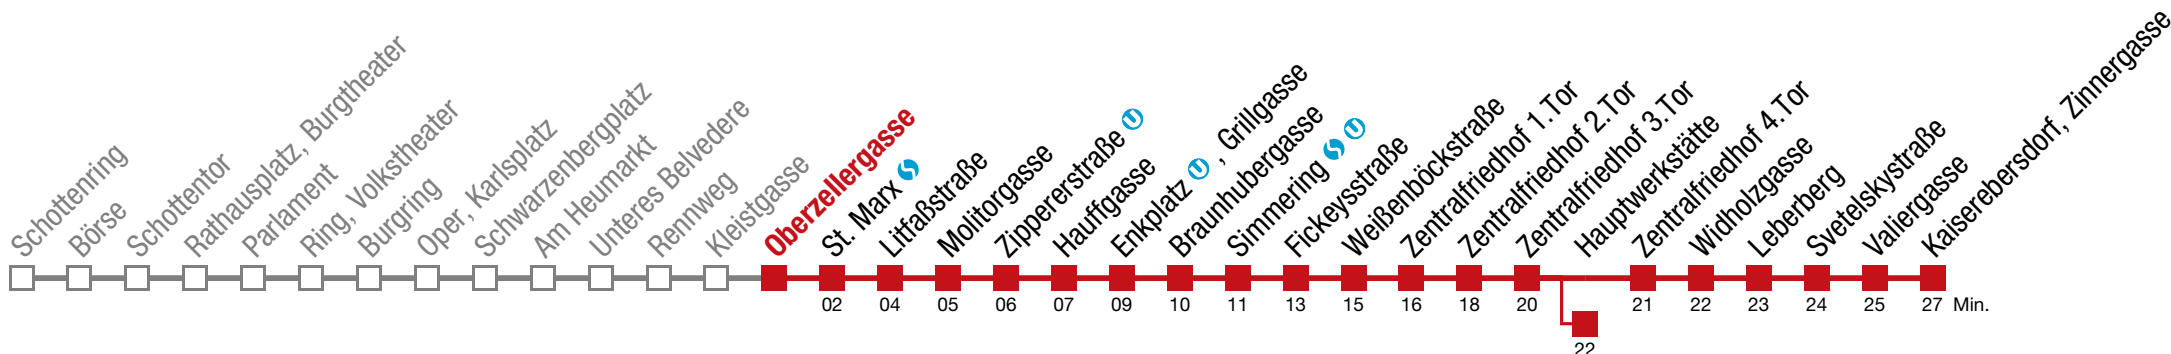 Schottenring
Börse
Schottentor
Rathausplatz, Burgtheater
Parlament
Ring, Volkstheater
Burgring
Oper, Karlsplatz
Schwarzenbergplatz
Am Heumarkt
Unteres Belvedere
Rennweg
Kleistgasse
Oberzellergasse
St. Marx S
Litfaßstraße
Molitorgasse
Zippererstraße U
Hauffgasse
Enkplatz U , Grillgasse
Braunhubergasse
Simmering S U
Fickeysstraße
Weißenböckstraße
Zentralfriedhof 1.Tor
Zentralfriedhof 2.Tor
Zentralfriedhof 3.Tor
Hauptwerkstätte
Zentralfriedhof 4.Tor
Widholzgasse
Leberberg
Svetelskystraße
Valiergasse
Kaiserebersdorf, Zinnergasse
02 04 05 06 07 09 10 11 13 15 16 18 20 21 22 23 24 25 27 Min.
22